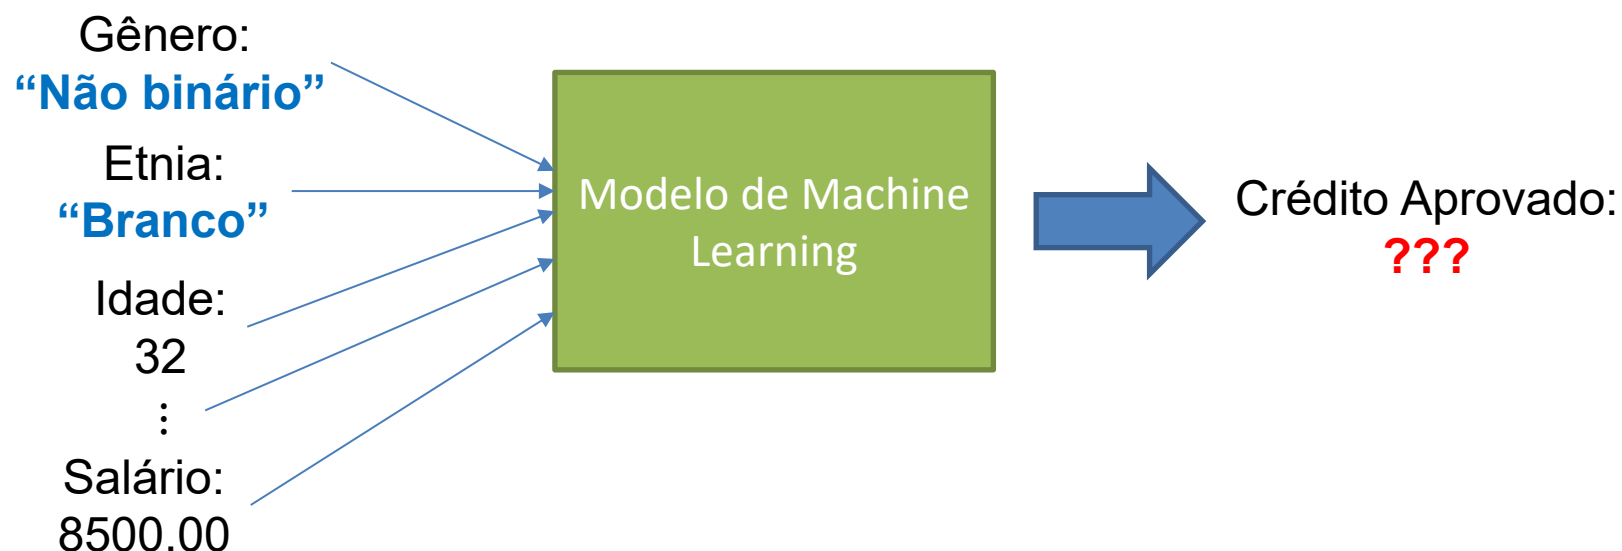 Gênero:
“Não binário”
Etnia:
“Branco”
Idade:
32
⋮
Salário:
8500.00
Modelo de Machine
Learning
Crédito Aprovado:
???